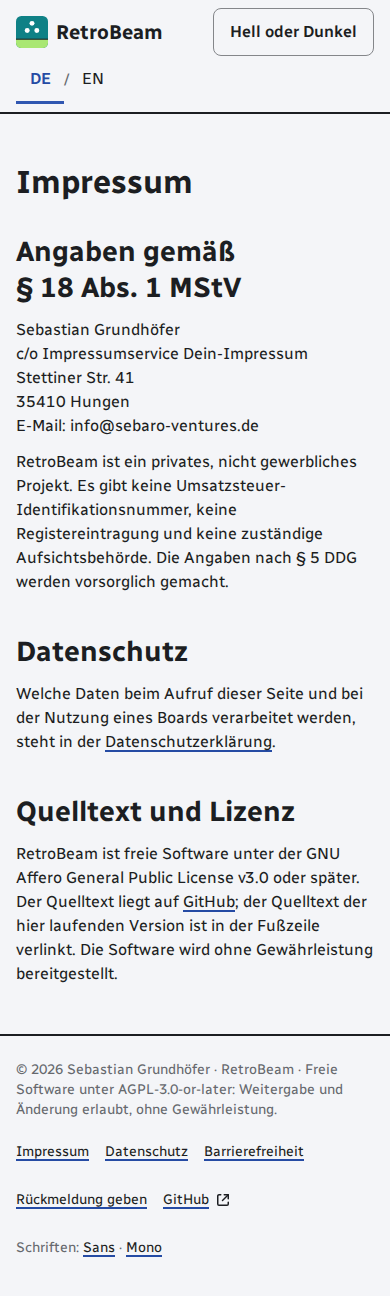 RetroBeam
Hell oder Dunkel
DE / EN
Impressum
Angaben gemäß
§ 18 Abs. 1 MStV
Sebastian Grundhöfer
c/o Impressumservice Dein-Impressum
Stettiner Str. 41
35410 Hungen
E-Mail: info@sebaro-ventures.de
RetroBeam ist ein privates, nicht gewerbliches
Projekt. Es gibt keine Umsatzsteuer-
Identifikationsnummer, keine
Registereintragung und keine zuständige
Aufsichtsbehörde. Die Angaben nach § 5 DDG
werden vorsorglich gemacht.
Datenschutz
Welche Daten beim Aufruf dieser Seite und bei
der Nutzung eines Boards verarbeitet werden,
steht in der Datenschutzerklärung.
Quelltext und Lizenz
RetroBeam ist freie Software unter der GNU
Affero General Public License v3.0 oder später.
Der Quelltext liegt auf GitHub; der Quelltext der
hier laufenden Version ist in der Fußzeile
verlinkt. Die Software wird ohne Gewährleistung
bereitgestellt.
© 2026 Sebastian Grundhöfer · RetroBeam · Freie
Software unter AGPL-3.0-or-later: Weitergabe und
Änderung erlaubt, ohne Gewährleistung.
Impressum Datenschutz Barrierefreiheit
Rückmeldung geben GitHub
Schriften: Sans · Mono